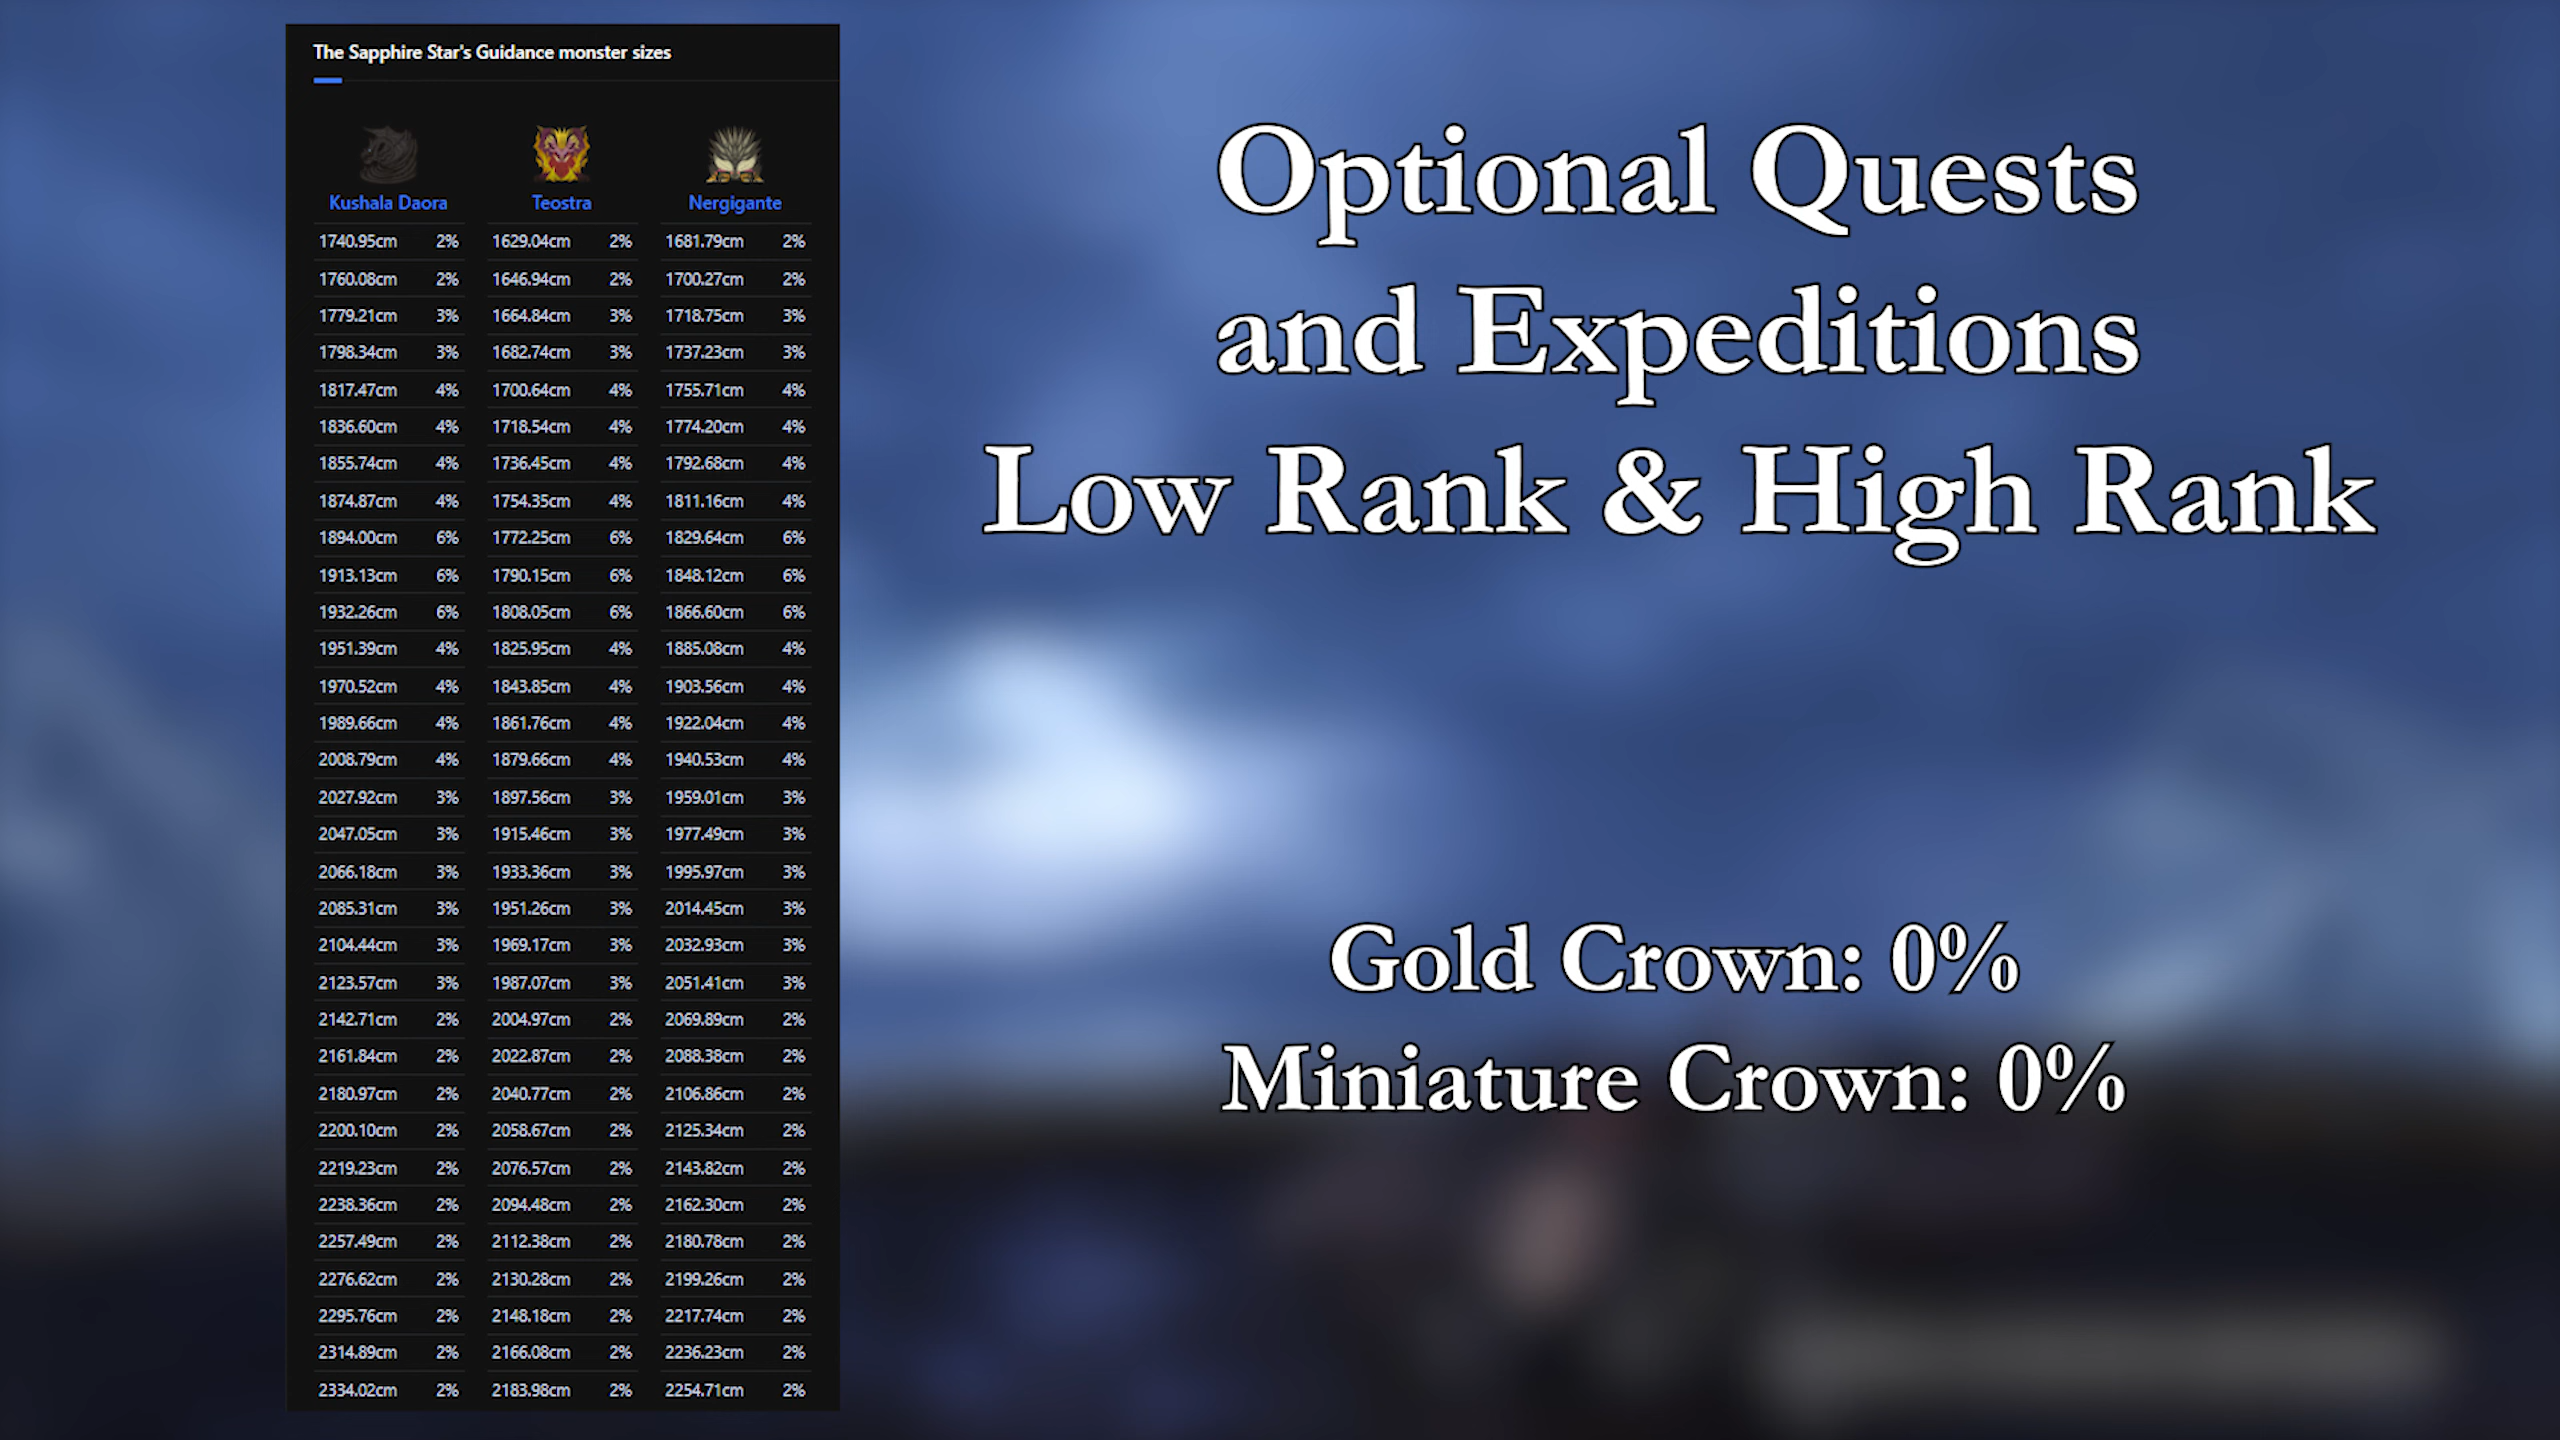 The Sapphire Star's Guidance monster sizes
Kushala Daora Teostra Nergigante
1740.95cm 2% 1629.04cm 2% 1681.79cm 2%
1760.08cm 2% 1646.94cm 2% 1700.27cm 2%
1779.21cm 3% 1664.84cm 3% 1718.75cm 3%
1798.34cm 3% 1682.74cm 3% 1737.23cm 3%
1817.47cm 4% 1700.64cm 4% 1755.71cm 4%
1836.60cm 4% 1718.54cm 4% 1774.20cm 4%
1855.74cm 4% 1736.45cm 4% 1792.68cm 4%
1874.87cm 4% 1754.35cm 4% 1811.16cm 4%
1894.00cm 6% 1772.25cm 6% 1829.64cm 6%
1913.13cm 6% 1790.15cm 6% 1848.12cm 6%
1932.26cm 6% 1808.05cm 6% 1866.60cm 6%
1951.39cm 4% 1825.95cm 4% 1885.08cm 4%
1970.52cm 4% 1843.85cm 4% 1903.56cm 4%
1989.66cm 4% 1861.76cm 4% 1922.04cm 4%
2008.79cm 4% 1879.66cm 4% 1940.53cm 4%
2027.92cm 3% 1897.56cm 3% 1959.01cm 3%
2047.05cm 3% 1915.46cm 3% 1977.49cm 3%
2066.18cm 3% 1933.36cm 3% 1995.97cm 3%
2085.31cm 3% 1951.26cm 3% 2014.45cm 3%
2104.44cm 3% 1969.17cm 3% 2032.93cm 3%
2123.57cm 3% 1987.07cm 3% 2051.41cm 3%
2142.71cm 2% 2004.97cm 2% 2069.89cm 2%
2161.84cm 2% 2022.87cm 2% 2088.38cm 2%
2180.97cm 2% 2040.77cm 2% 2106.86cm 2%
2200.10cm 2% 2058.67cm 2% 2125.34cm 2%
2219.23cm 2% 2076.57cm 2% 2143.82cm 2%
2238.36cm 2% 2094.48cm 2% 2162.30cm 2%
2257.49cm 2% 2112.38cm 2% 2180.78cm 2%
2276.62cm 2% 2130.28cm 2% 2199.26cm 2%
2295.76cm 2% 2148.18cm 2% 2217.74cm 2%
2314.89cm 2% 2166.08cm 2% 2236.23cm 2%
2334.02cm 2% 2183.98cm 2% 2254.71cm 2%
Optional Quests
and Expeditions
Low Rank & High Rank
Gold Crown: 0%
Miniature Crown: 0%